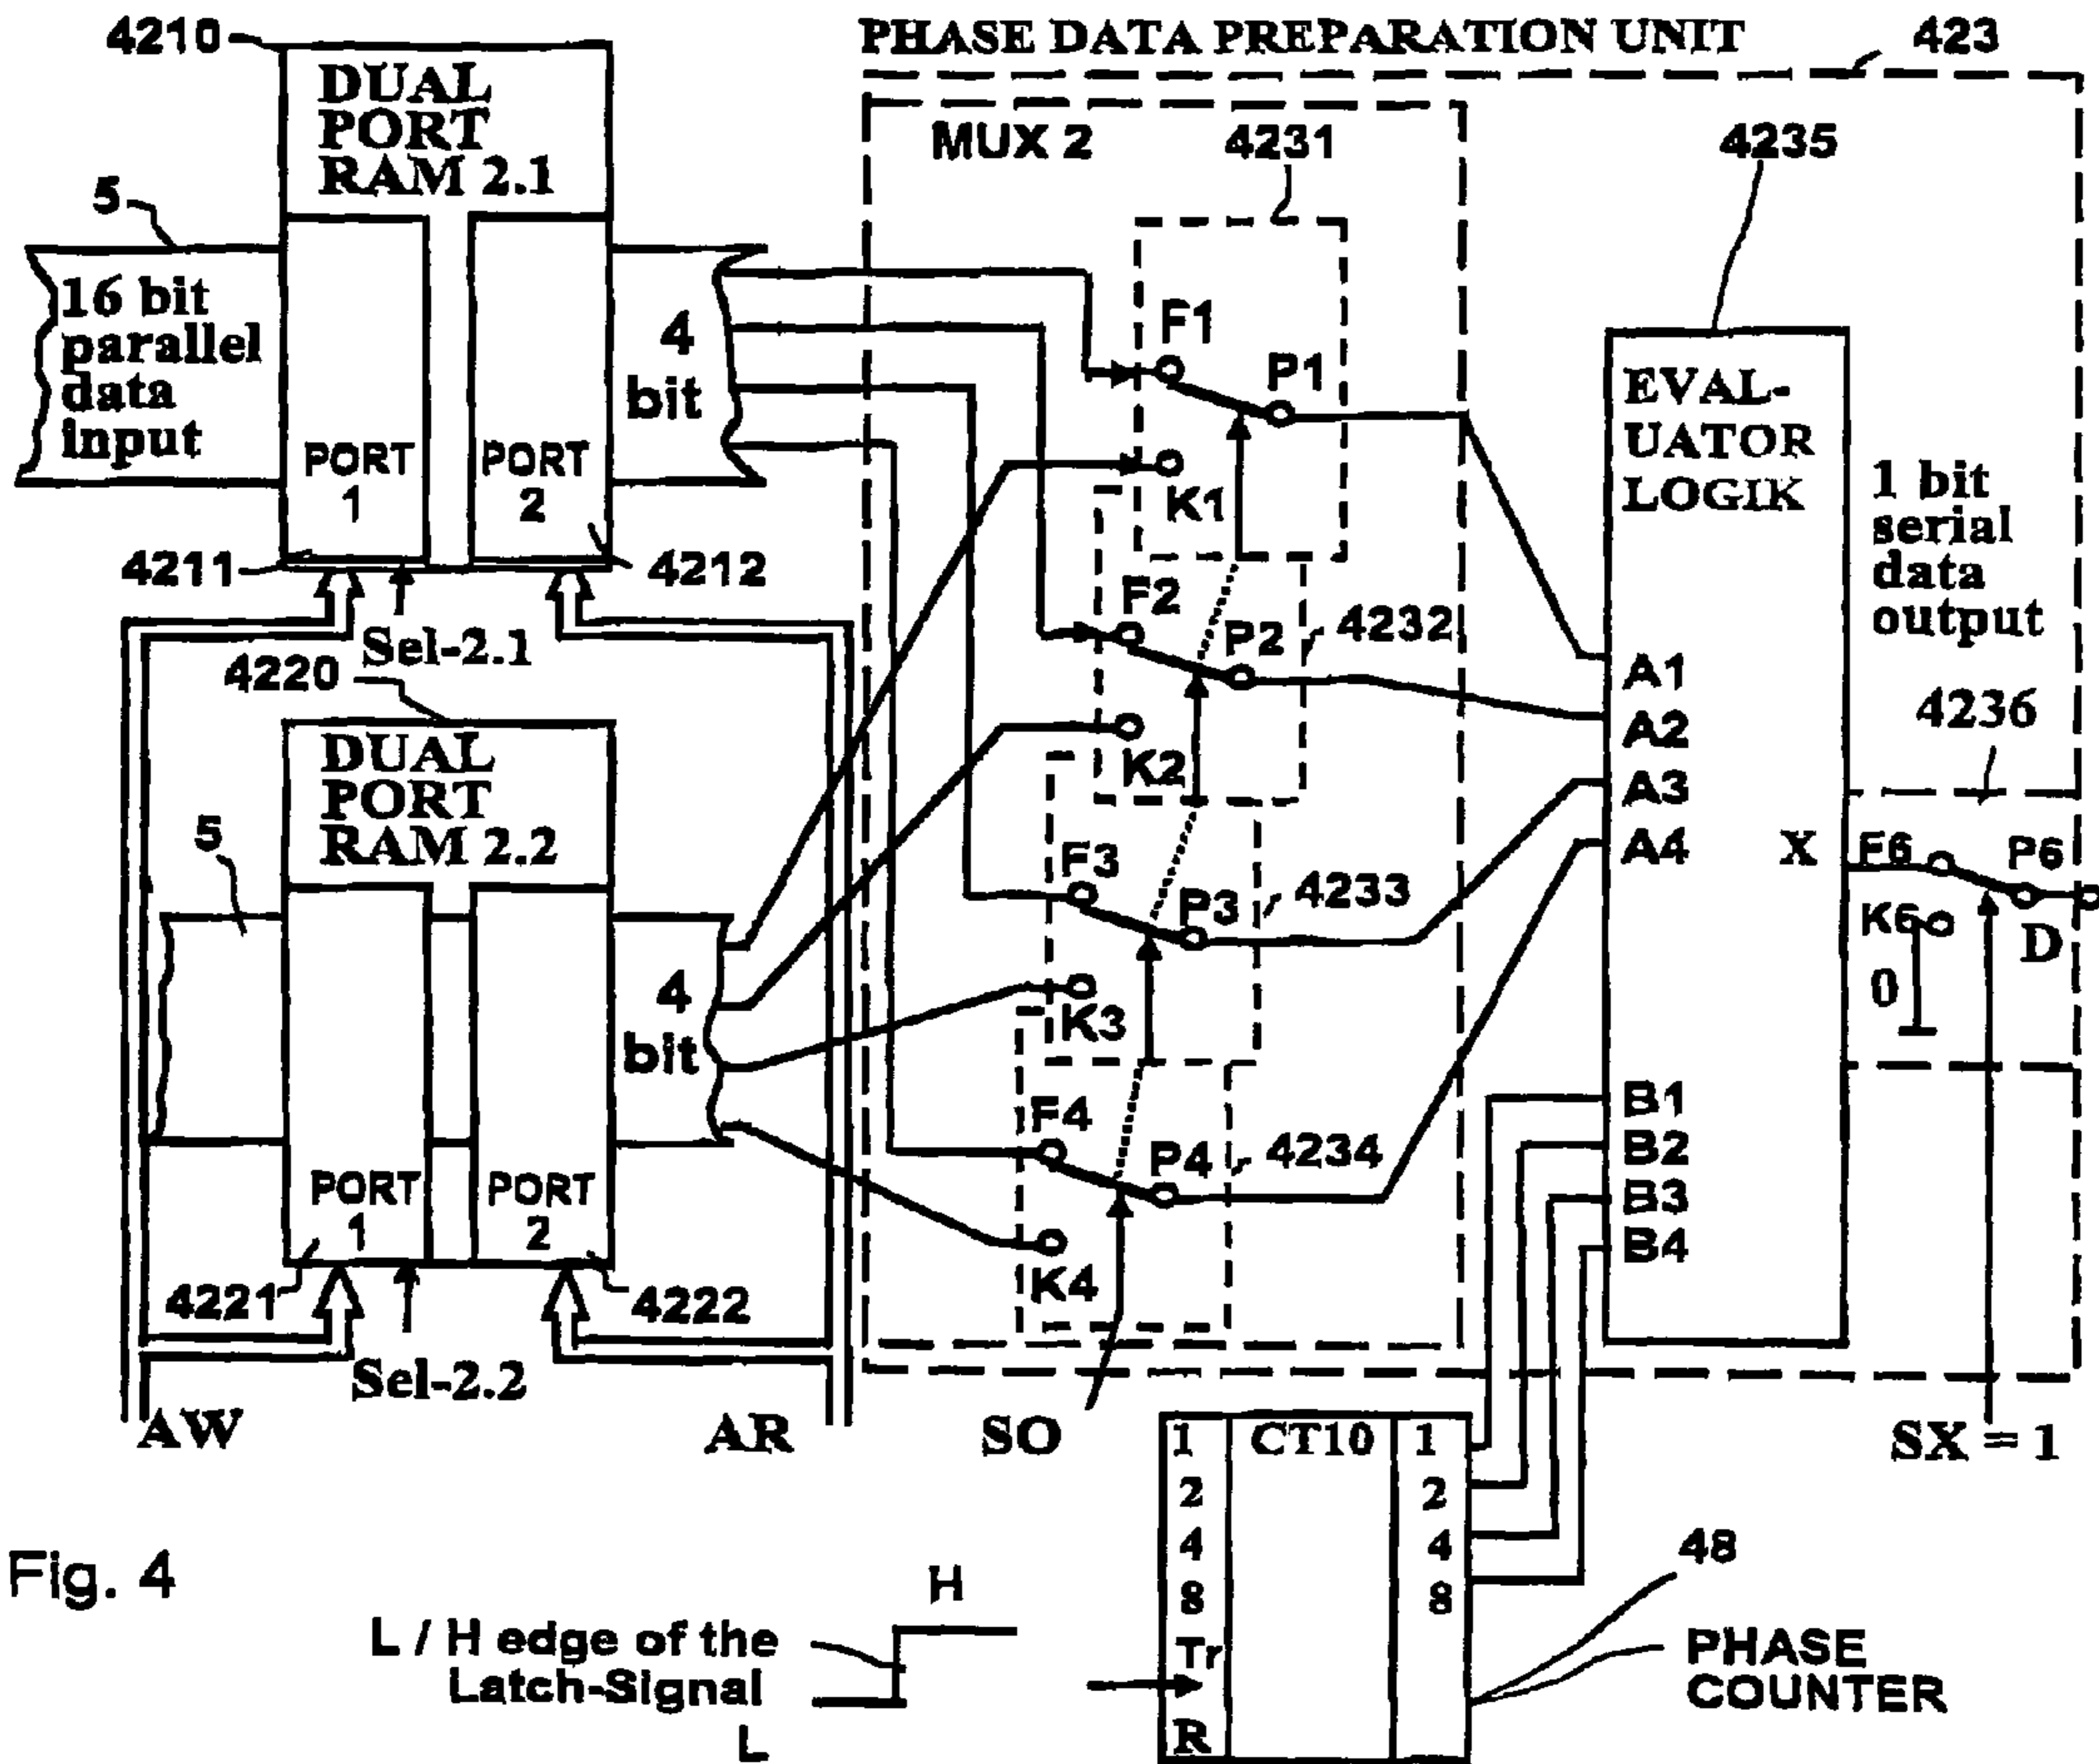 4210
PHASE DATA PREPARATION UNIT
423
DUAL
PORT
RAM 2.1
MUX 2
4231
4235
5
16 bit
parallel
data
input
PORT
1
PORT
2
4
bit
F1
P1
K1
EVAL-
UATOR
LOGIK
1 bit
serial
data
output
4211
4212
Sel-2.1
F2
P2
4232
K2
A1
A2
A3
A4
4236
4220
DUAL
PORT
RAM 2.2
5
PORT
1
PORT
2
4
bit
F3
P3
4233
K3
X
F6
P6
K6
D
0
F4
P4
4234
K4
B1
B2
B3
B4
4221
4222
Sel-2.2
AW
AR
SO
SX = 1
1
CT10
1
2
2
4
4
8
8
Tr
R
48
PHASE
COUNTER
Fig. 4
H
L / H edge of the
Latch-Signal
L